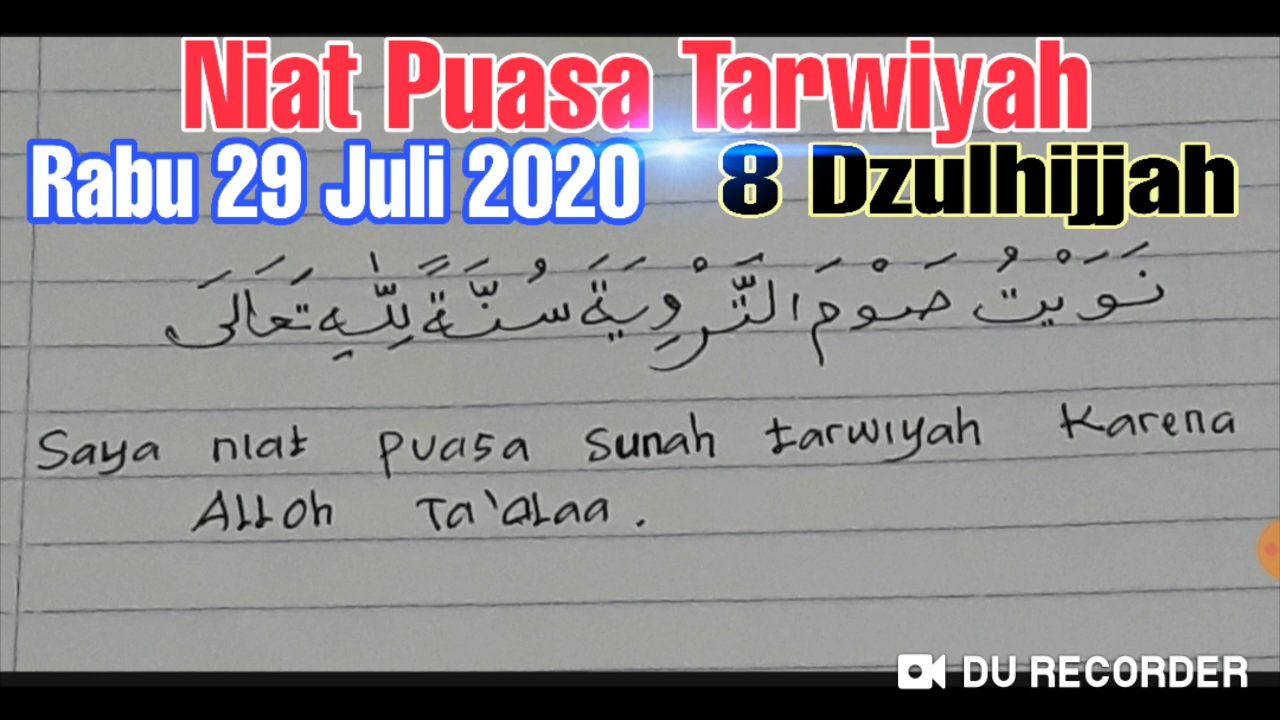 Niat Puasa Tarwiyah
Rabu 29 Juli 2020 8 Dzulhijjah
نَوَيْتُ صَوْمَ التَّرْوِيَةَ سُنَّةً لِلّٰهِ تَعَالَى
Saya niat puasa sunah tarwiyah Karena
Alloh Ta'alaa.
DU RECORDER